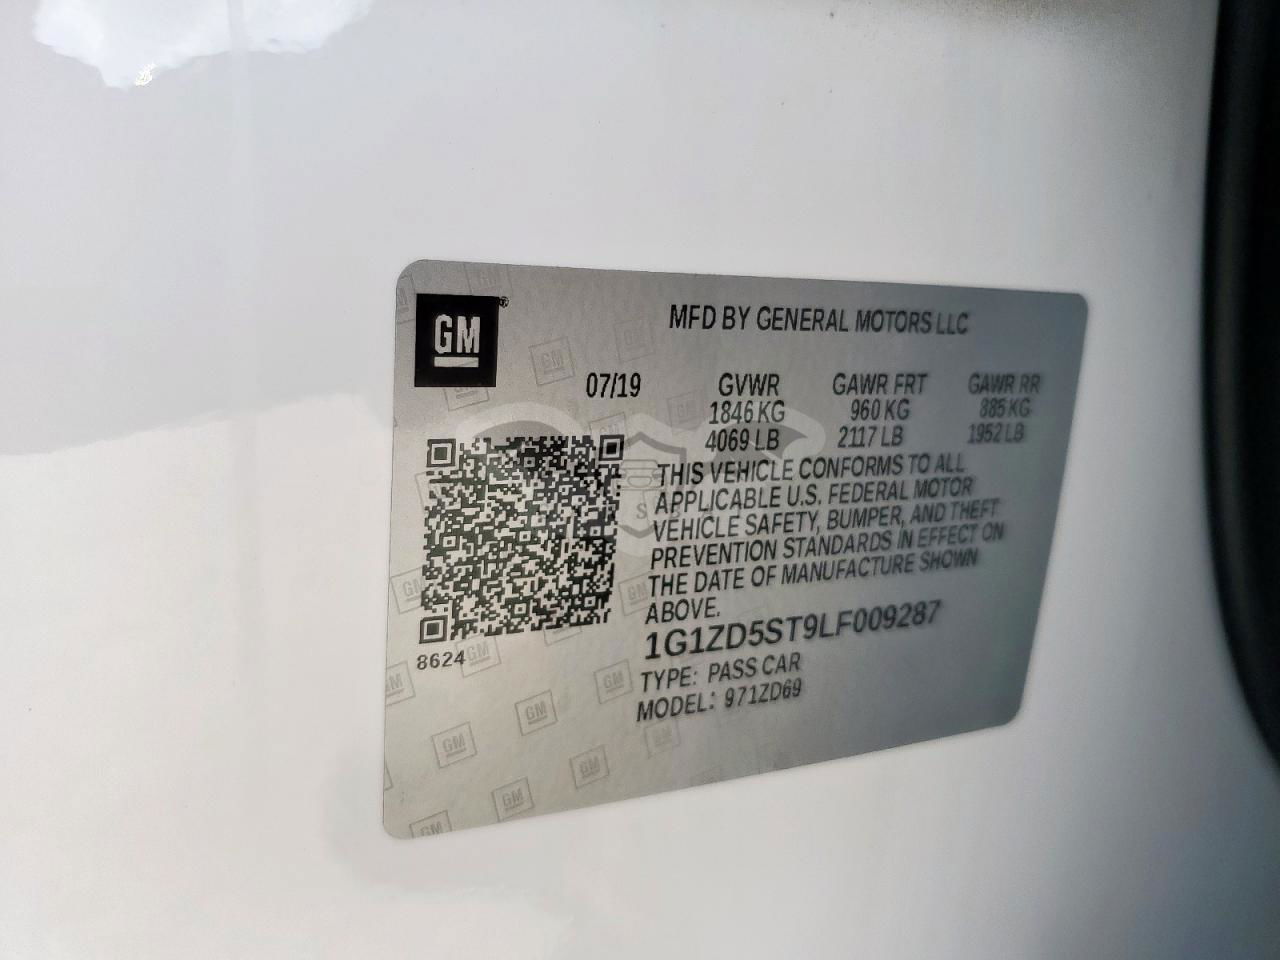 GM
MFD BY GENERAL MOTORS LLC
07/19 GVWR GAWR FRT GAWR RR
1846 KG 960 KG 885 KG
4069 LB 2117 LB 1952 LB
THIS VEHICLE CONFORMS TO ALL
APPLICABLE U.S. FEDERAL MOTOR
VEHICLE SAFETY, BUMPER, AND THEFT
PREVENTION STANDARDS IN EFFECT ON
THE DATE OF MANUFACTURE SHOWN
ABOVE.
1G1ZD5ST9LF009287
TYPE: PASS CAR
MODEL: 971ZD69
8624